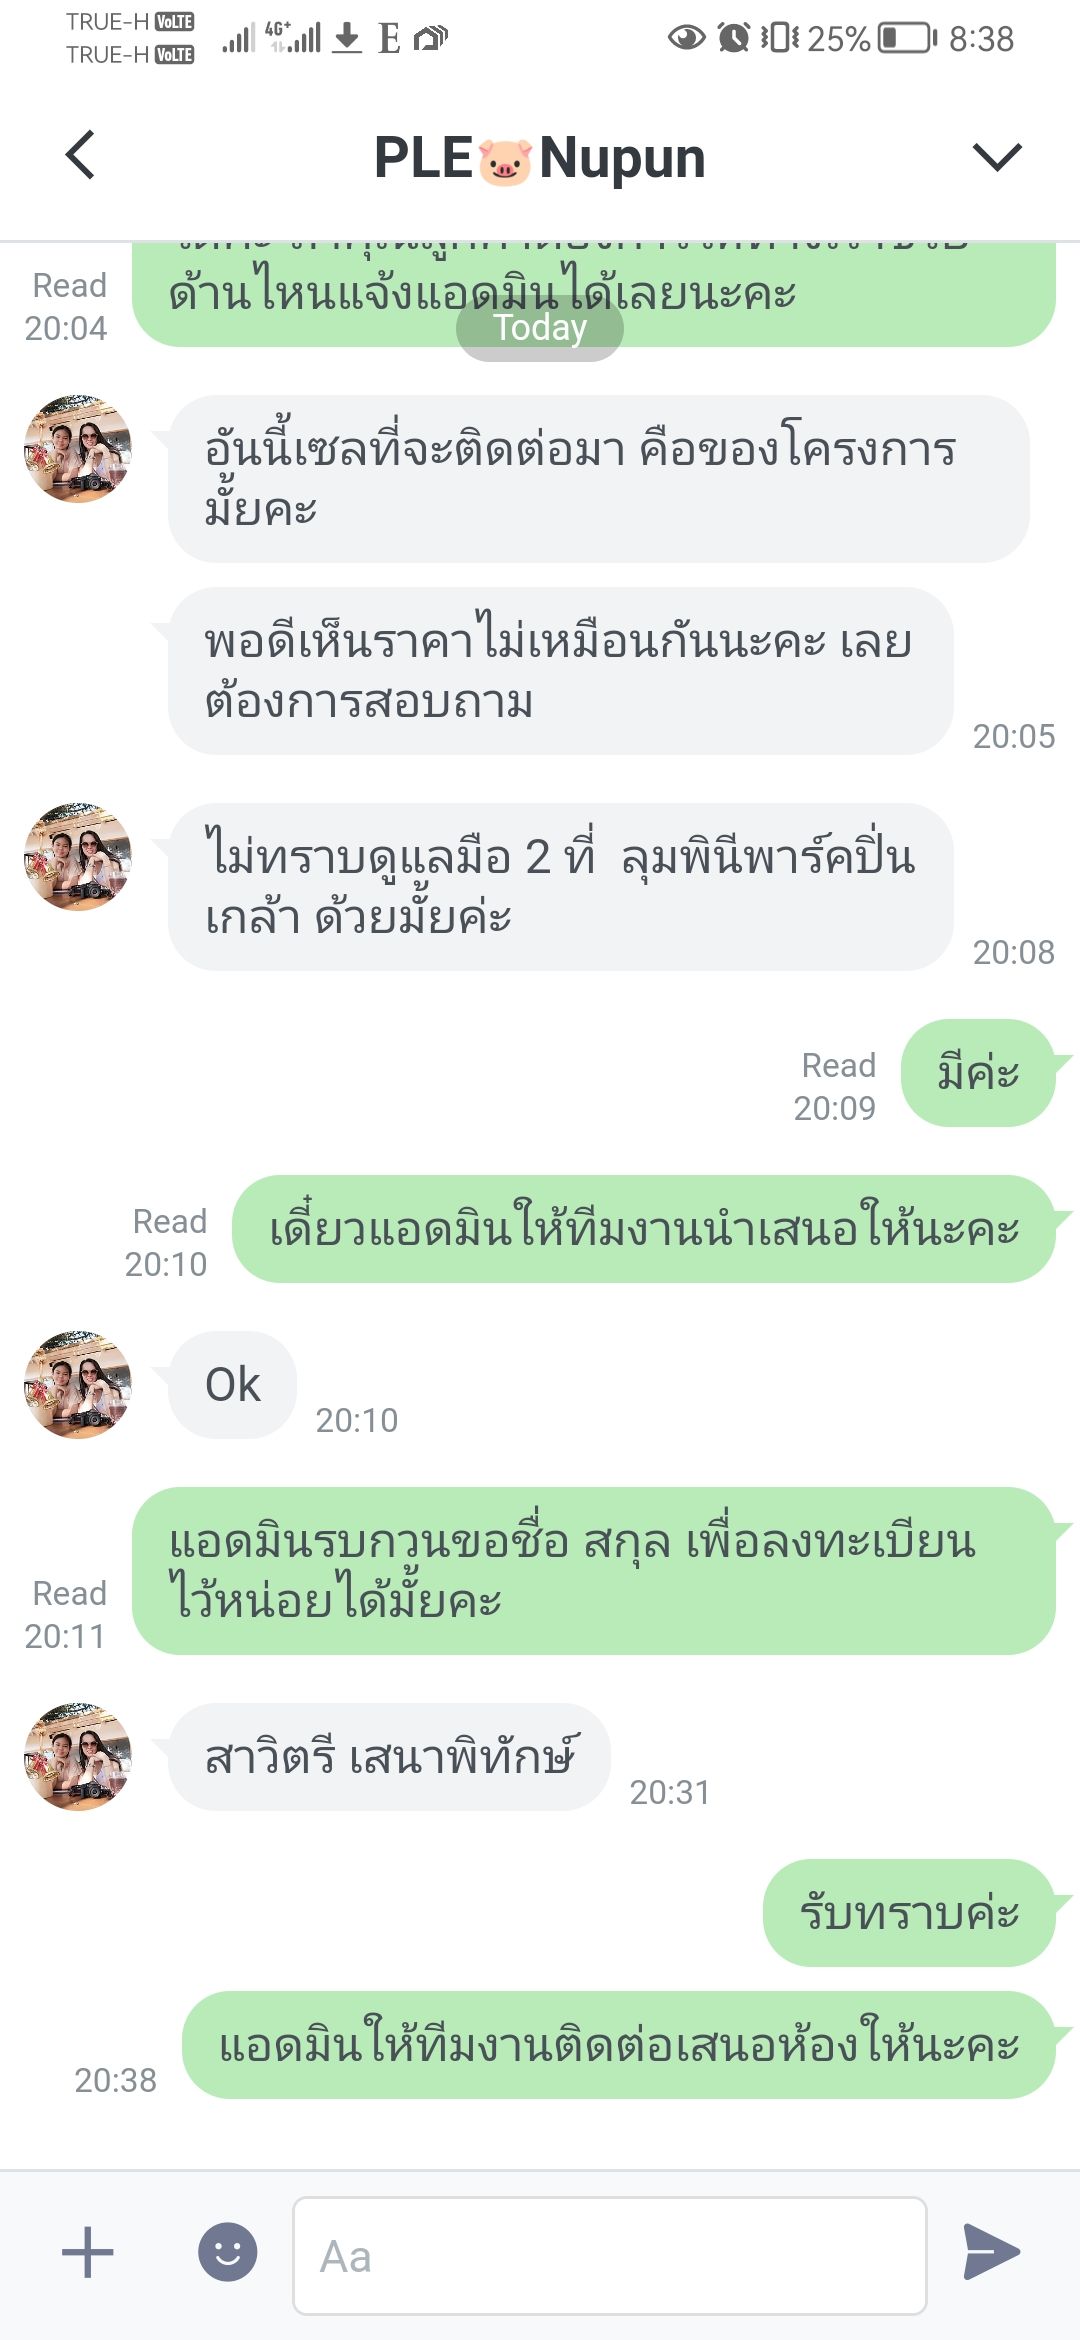 TRUE-H VoLTE
TRUE-H VoLTE
4G+
E
25%
8:38
PLE🐷Nupun
ด้านไหนแจ้งแอดมินได้เลยนะคะ
Read
20:04
Today
อันนี้เซลที่จะติดต่อมา คือของโครงการ
มั้ยคะ
พอดีเห็นราคาไม่เหมือนกันนะคะ เลย
ต้องการสอบถาม
20:05
ไม่ทราบดูแลมือ 2 ที่  ลุมพินีพาร์คปิ่น
เกล้า ด้วยมั้ยค่ะ
20:08
มีค่ะ
Read
20:09
เดี๋ยวแอดมินให้ทีมงานนำเสนอให้นะคะ
Read
20:10
Ok
20:10
แอดมินรบกวนขอชื่อ สกุล เพื่อลงทะเบียน
ไว้หน่อยได้มั้ยคะ
Read
20:11
สาวิตรี เสนาพิทักษ์
20:31
รับทราบค่ะ
แอดมินให้ทีมงานติดต่อเสนอห้องให้นะคะ
20:38
Aa